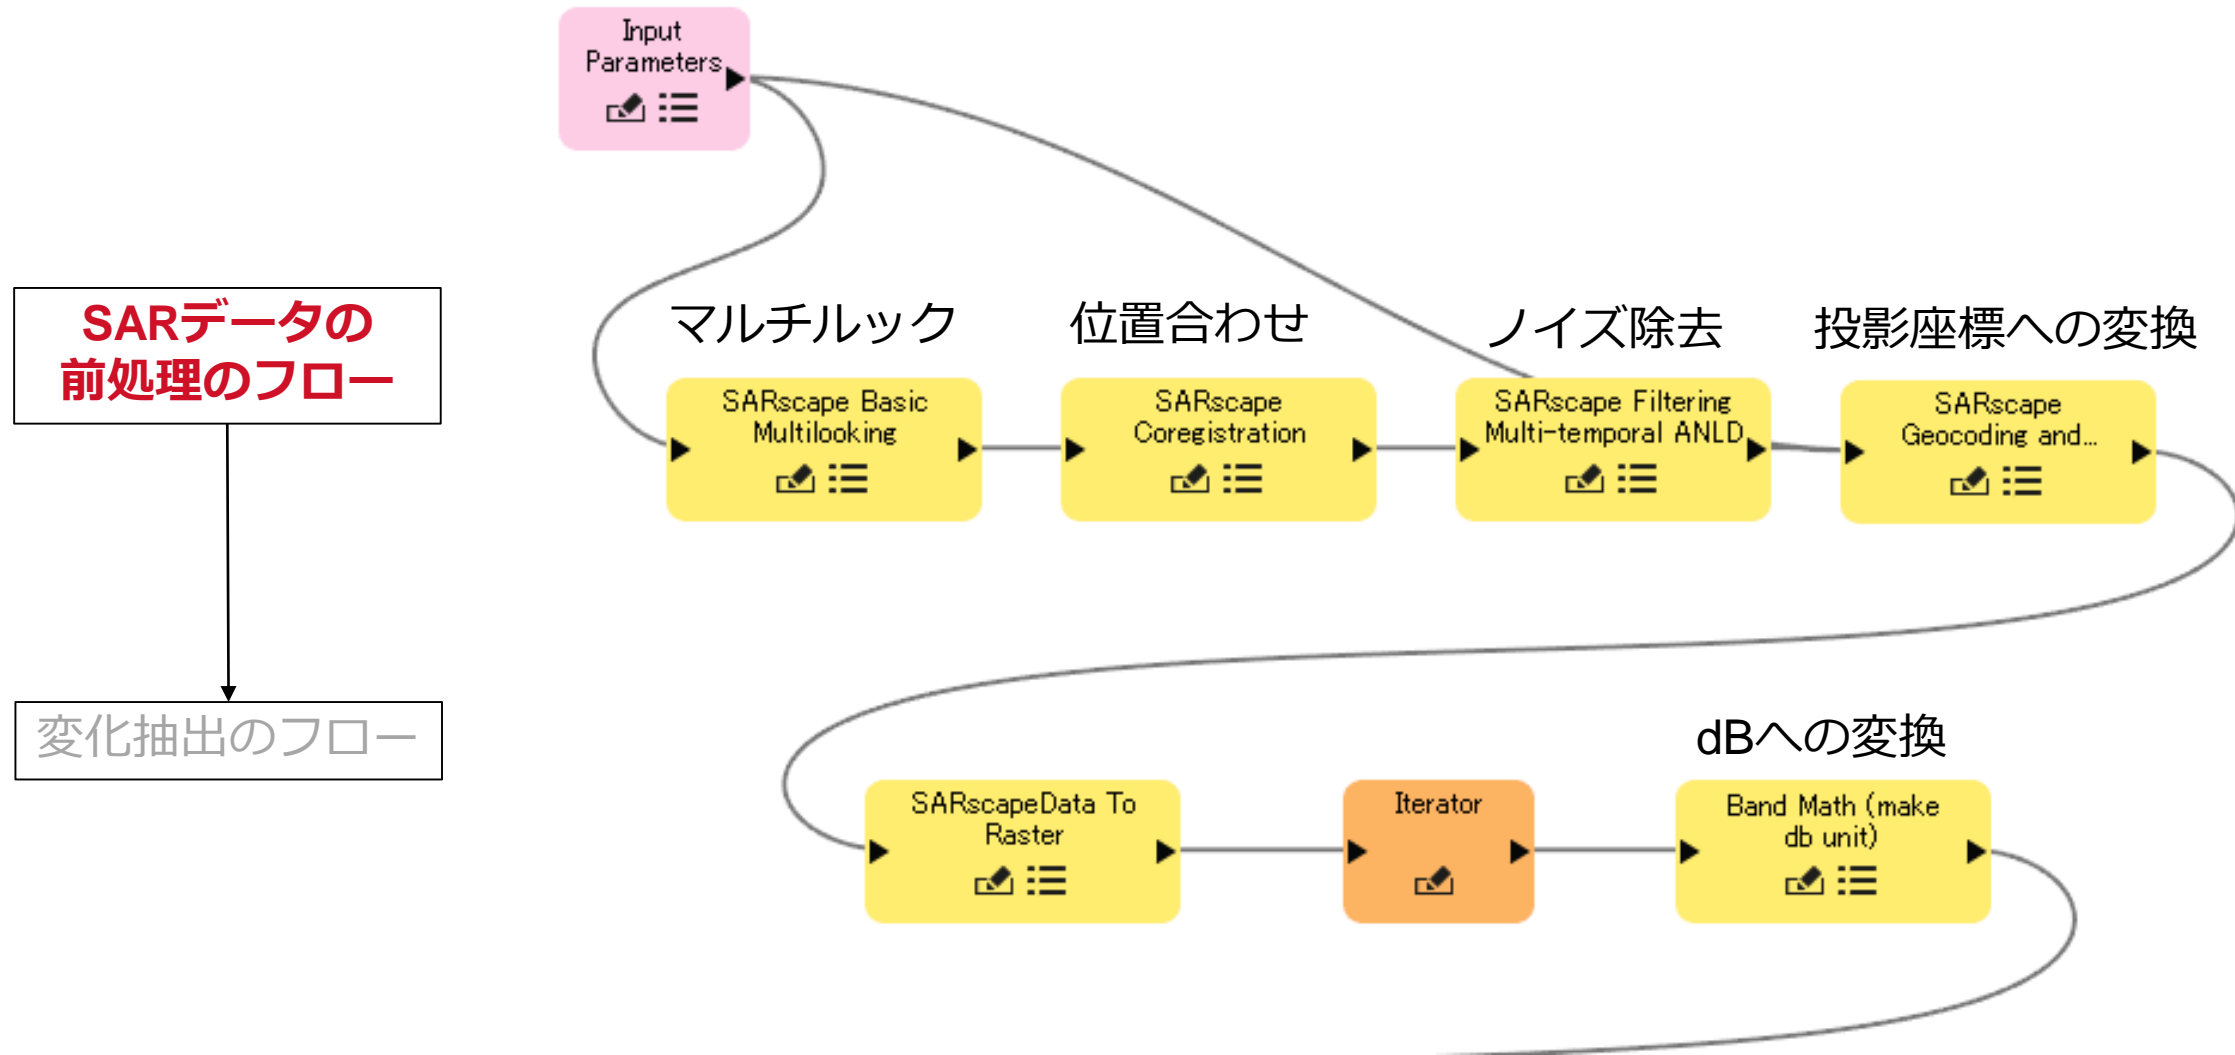 Input
Parameters
SARデータの
前処理のフロー
変化抽出のフロー
マルチルック
位置合わせ
ノイズ除去
投影座標への変換
SARscape Basic
Multilooking
SARscape
Coregistration
SARscape Filtering
Multi-temporal ANLD
SARscape
Geocoding and...
dBへの変換
SARscapeData To
Raster
Iterator
Band Math (make
db unit)